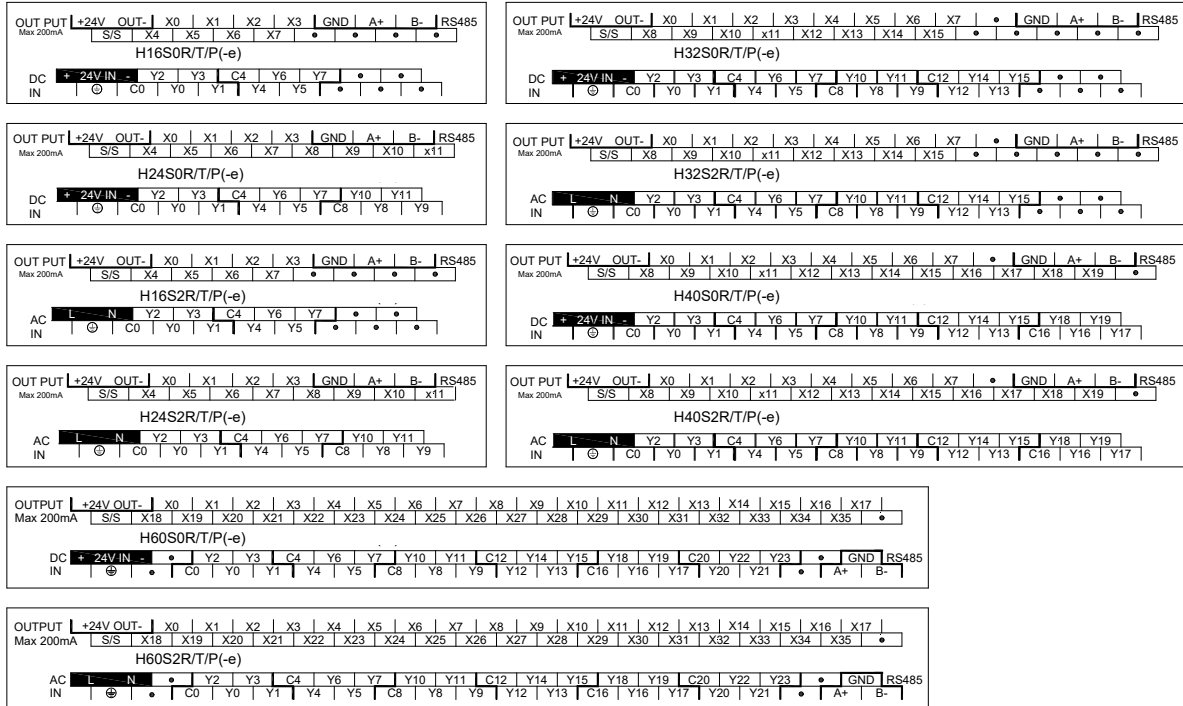 OUT PUT +24V OUT- X0 X1 X2 X3 GND A+ B- RS485
Max 200mA S/S X4 X5 X6 X7 ● ● ● ●
H16S0R/T/P(-e)
DC + 24V IN - Y2 Y3 C4 Y6 Y7 ● ●
IN ⏚ C0 Y0 Y1 Y4 Y5 ● ● ●
OUT PUT +24V OUT- X0 X1 X2 X3 GND A+ B- RS485
Max 200mA S/S X4 X5 X6 X7 X8 X9 X10 x11
H24S0R/T/P(-e)
DC + 24V IN - Y2 Y3 C4 Y6 Y7 Y10 Y11
IN ⏚ C0 Y0 Y1 Y4 Y5 C8 Y8 Y9
OUT PUT +24V OUT- X0 X1 X2 X3 GND A+ B- RS485
Max 200mA S/S X4 X5 X6 X7 ● ● ● ●
H16S2R/T/P(-e)
AC L N Y2 Y3 C4 Y6 Y7 ● ●
IN ⏚ C0 Y0 Y1 Y4 Y5 ● ● ●
OUT PUT +24V OUT- X0 X1 X2 X3 GND A+ B- RS485
Max 200mA S/S X4 X5 X6 X7 X8 X9 X10 x11
H24S2R/T/P(-e)
AC L N Y2 Y3 C4 Y6 Y7 Y10 Y11
IN ⏚ C0 Y0 Y1 Y4 Y5 C8 Y8 Y9
OUT PUT +24V OUT- X0 X1 X2 X3 X4 X5 X6 X7 ● GND A+ B- RS485
Max 200mA S/S X8 X9 X10 x11 X12 X13 X14 X15 ● ● ● ● ●
H32S0R/T/P(-e)
DC + 24V IN - Y2 Y3 C4 Y6 Y7 Y10 Y11 C12 Y14 Y15 ● ●
IN ⏚ C0 Y0 Y1 Y4 Y5 C8 Y8 Y9 Y12 Y13 ● ● ●
OUT PUT +24V OUT- X0 X1 X2 X3 X4 X5 X6 X7 ● GND A+ B- RS485
Max 200mA S/S X8 X9 X10 x11 X12 X13 X14 X15 ● ● ● ● ●
H32S2R/T/P(-e)
AC L N Y2 Y3 C4 Y6 Y7 Y10 Y11 C12 Y14 Y15 ● ●
IN ⏚ C0 Y0 Y1 Y4 Y5 C8 Y8 Y9 Y12 Y13 ● ● ●
OUT PUT +24V OUT- X0 X1 X2 X3 X4 X5 X6 X7 ● GND A+ B- RS485
Max 200mA S/S X8 X9 X10 x11 X12 X13 X14 X15 X16 X17 X18 X19 ●
H40S0R/T/P(-e)
DC + 24V IN - Y2 Y3 C4 Y6 Y7 Y10 Y11 C12 Y14 Y15 Y18 Y19
IN ⏚ C0 Y0 Y1 Y4 Y5 C8 Y8 Y9 Y12 Y13 C16 Y16 Y17
OUT PUT +24V OUT- X0 X1 X2 X3 X4 X5 X6 X7 ● GND A+ B- RS485
Max 200mA S/S X8 X9 X10 x11 X12 X13 X14 X15 X16 X17 X18 X19 ●
H40S2R/T/P(-e)
AC L N Y2 Y3 C4 Y6 Y7 Y10 Y11 C12 Y14 Y15 Y18 Y19
IN ⏚ C0 Y0 Y1 Y4 Y5 C8 Y8 Y9 Y12 Y13 C16 Y16 Y17
OUTPUT +24V OUT- X0 X1 X2 X3 X4 X5 X6 X7 X8 X9 X10 X11 X12 X13 X14 X15 X16 X17
Max 200mA S/S X18 X19 X20 X21 X22 X23 X24 X25 X26 X27 X28 X29 X30 X31 X32 X33 X34 X35 ●
H60S0R/T/P(-e)
DC + 24V IN - ● Y2 Y3 C4 Y6 Y7 Y10 Y11 C12 Y14 Y15 Y18 Y19 C20 Y22 Y23 ● GND RS485
IN ⏚ ● C0 Y0 Y1 Y4 Y5 C8 Y8 Y9 Y12 Y13 C16 Y16 Y17 Y20 Y21 ● A+ B-
OUTPUT +24V OUT- X0 X1 X2 X3 X4 X5 X6 X7 X8 X9 X10 X11 X12 X13 X14 X15 X16 X17
Max 200mA S/S X18 X19 X20 X21 X22 X23 X24 X25 X26 X27 X28 X29 X30 X31 X32 X33 X34 X35 ●
H60S2R/T/P(-e)
AC L N ● Y2 Y3 C4 Y6 Y7 Y10 Y11 C12 Y14 Y15 Y18 Y19 C20 Y22 Y23 ● GND RS485
IN ⏚ ● C0 Y0 Y1 Y4 Y5 C8 Y8 Y9 Y12 Y13 C16 Y16 Y17 Y20 Y21 ● A+ B-